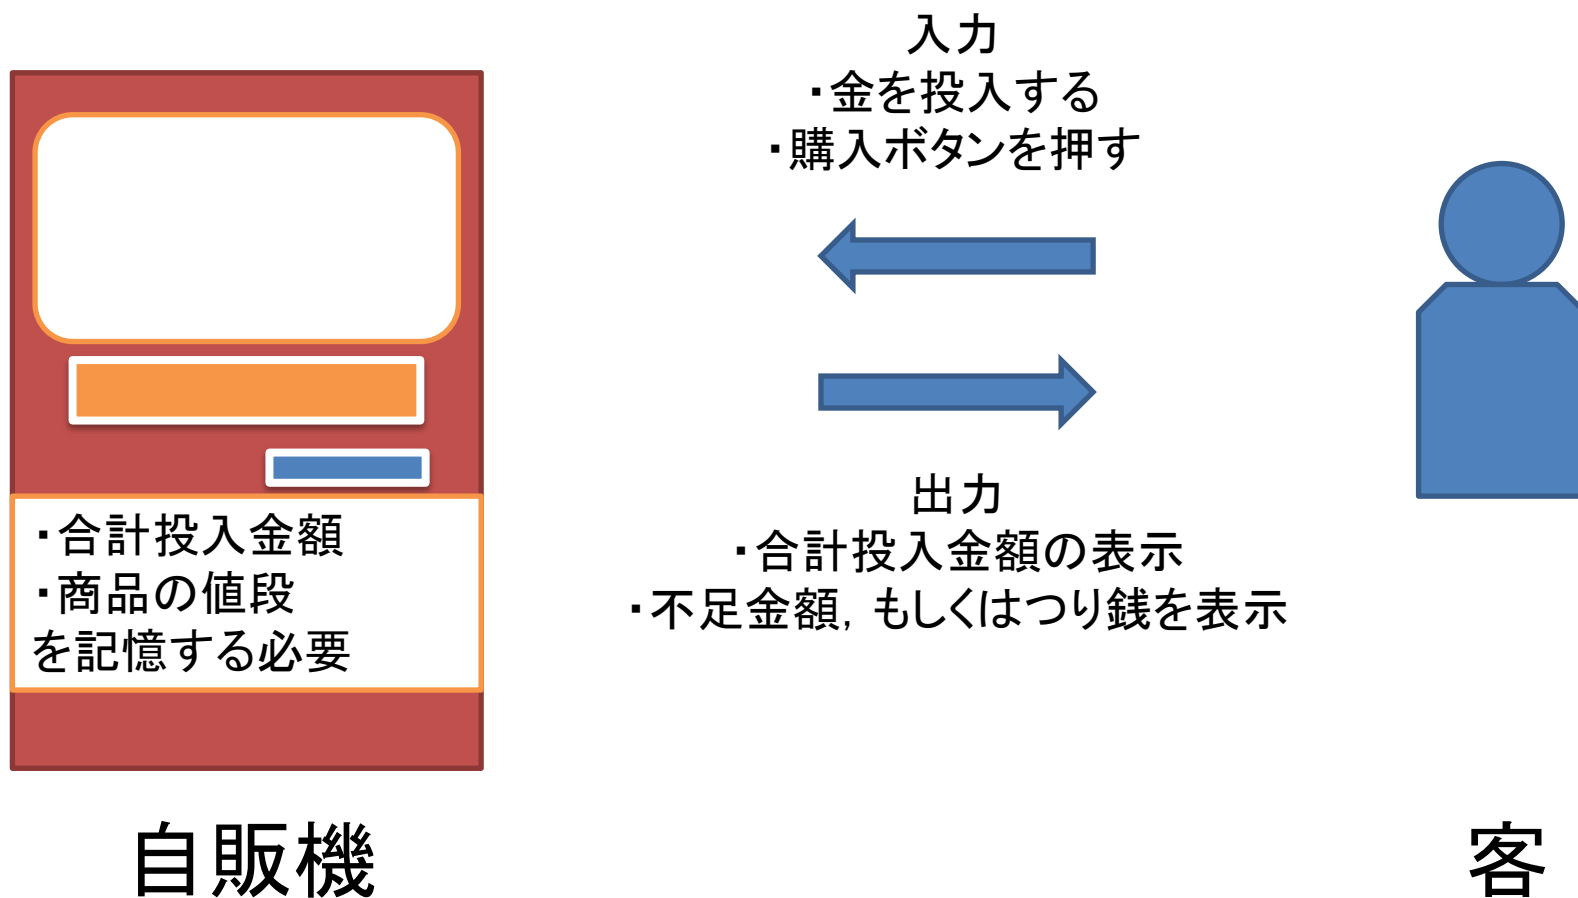 入力
・金を投入する
・購入ボタンを押す
出力
・合計投入金額の表示
・不足金額，もしくはつり銭を表示
・合計投入金額
・商品の値段
を記憶する必要
自販機
客